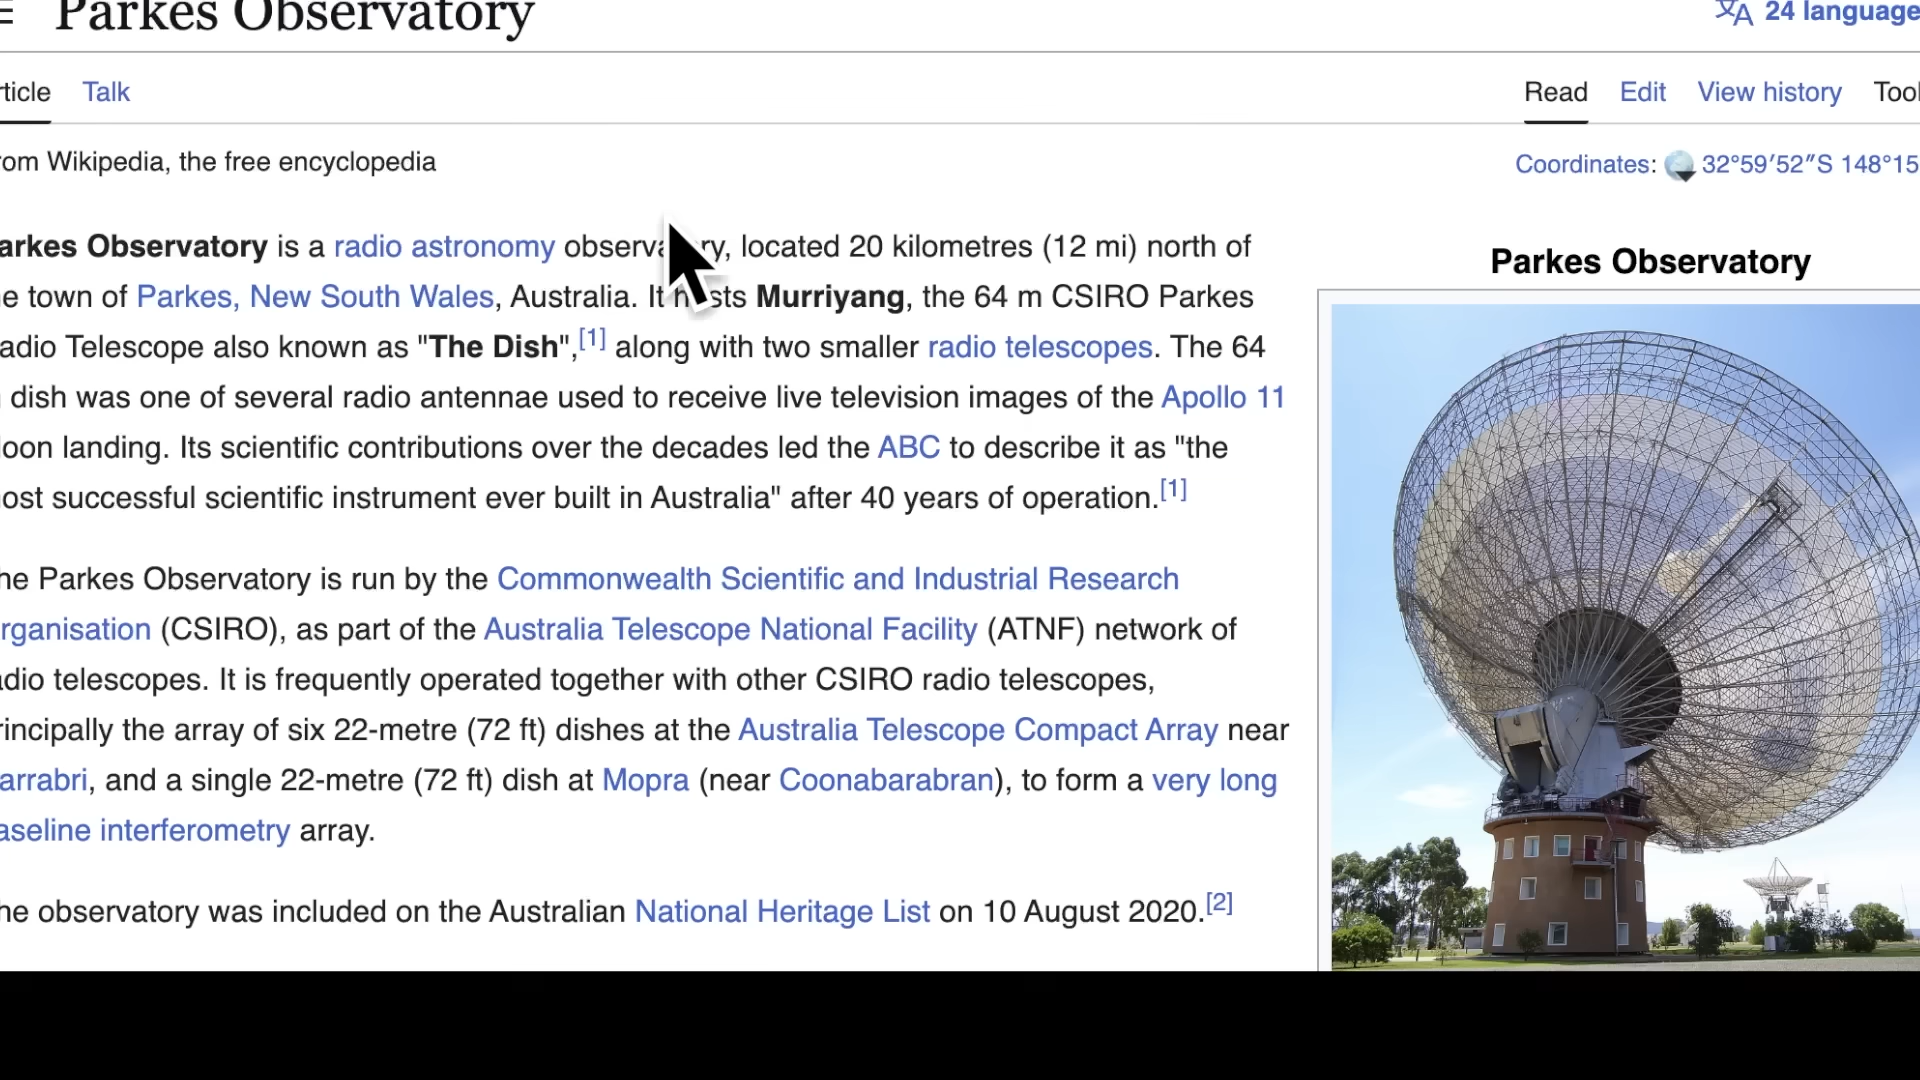 Parkes Observatory
24 language
rticle Talk Read Edit View history Tool
rom Wikipedia, the free encyclopedia
Coordinates: 32°59′52″S 148°15
arkes Observatory is a radio astronomy observatory, located 20 kilometres (12 mi) north of
e town of Parkes, New South Wales, Australia. It hosts Murriyang, the 64 m CSIRO Parkes
adio Telescope also known as "The Dish",[1] along with two smaller radio telescopes. The 64
dish was one of several radio antennae used to receive live television images of the Apollo 11
oon landing. Its scientific contributions over the decades led the ABC to describe it as "the
ost successful scientific instrument ever built in Australia" after 40 years of operation.[1]
he Parkes Observatory is run by the Commonwealth Scientific and Industrial Research
rganisation (CSIRO), as part of the Australia Telescope National Facility (ATNF) network of
adio telescopes. It is frequently operated together with other CSIRO radio telescopes,
rincipally the array of six 22-metre (72 ft) dishes at the Australia Telescope Compact Array near
arrabri, and a single 22-metre (72 ft) dish at Mopra (near Coonabarabran), to form a very long
aseline interferometry array.
he observatory was included on the Australian National Heritage List on 10 August 2020.[2]
Parkes Observatory